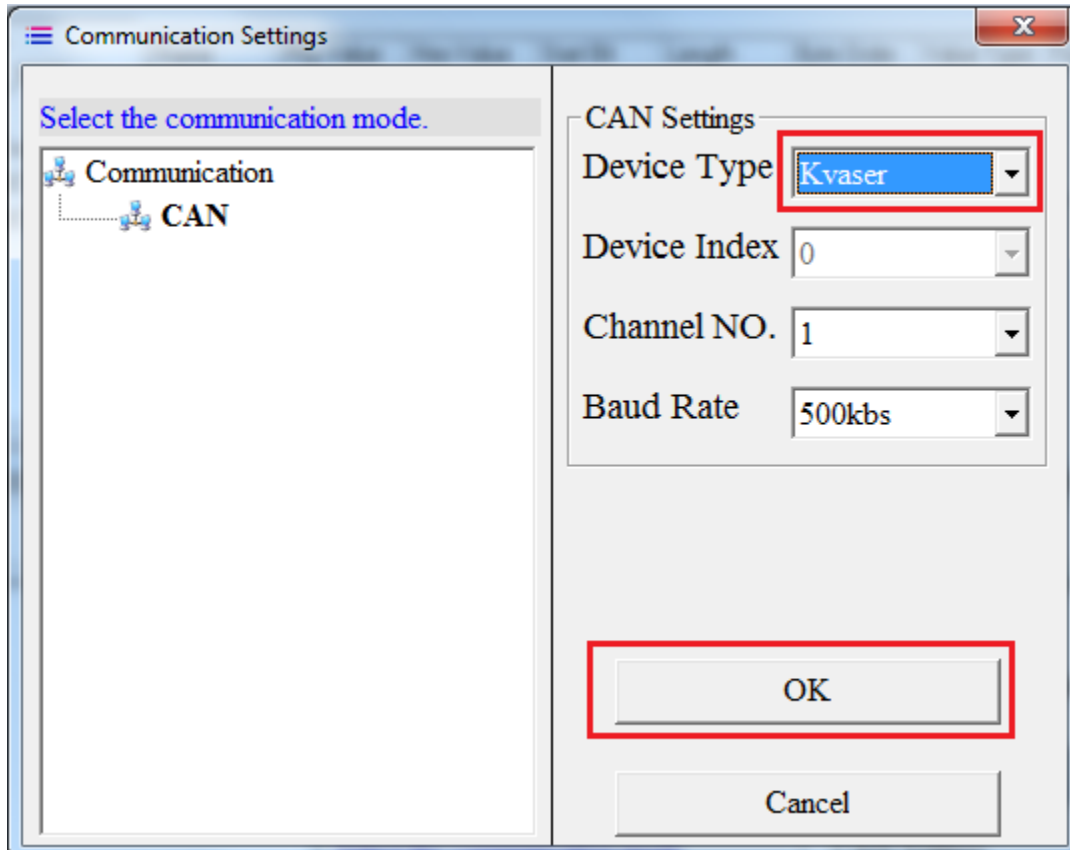 Communication Settings
Select the communication mode.
Communication
CAN
CAN Settings
Device Type Kvaser
Device Index 0
Channel NO. 1
Baud Rate 500kbs
OK
Cancel